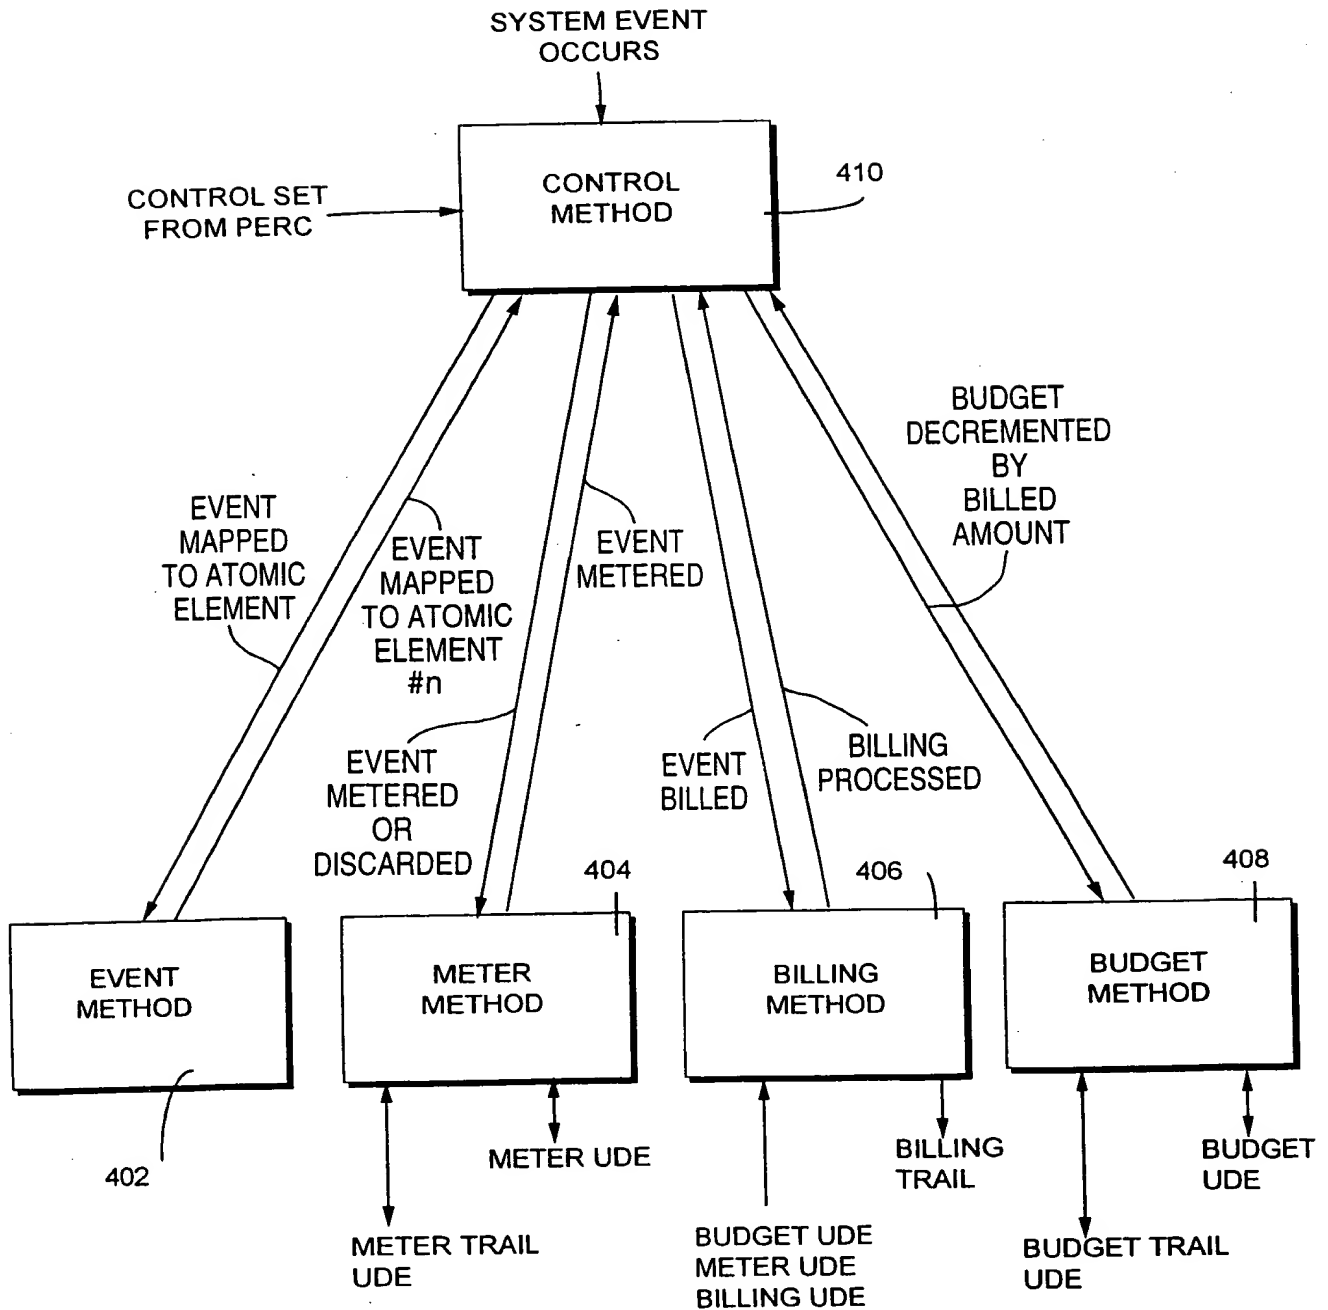 SYSTEM EVENT
OCCURS
CONTROL
METHOD
410
CONTROL SET
FROM PERC
BUDGET
DECREMENTED
BY
BILLED
AMOUNT
EVENT
MAPPED
TO ATOMIC
ELEMENT
EVENT
MAPPED
TO ATOMIC
ELEMENT
#n
EVENT
METERED
EVENT
METERED
OR
DISCARDED
EVENT
BILLED
BILLING
PROCESSED
404
406
408
EVENT
METHOD
METER
METHOD
BILLING
METHOD
BUDGET
METHOD
402
METER UDE
METER TRAIL
UDE
BILLING
TRAIL
BUDGET UDE
METER UDE
BILLING UDE
BUDGET
UDE
BUDGET TRAIL
UDE